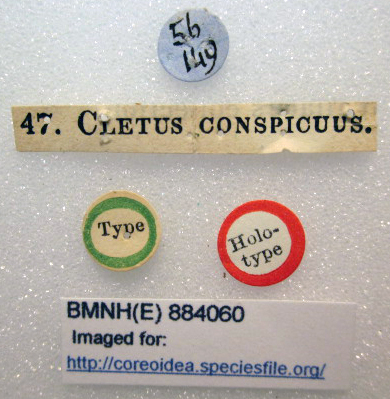 56
149
47. CLETUS CONSPICUUS.
Type
Holo-
type
BMNH(E) 884060
Imaged for:
http://coreoidea.speciesfile.org/